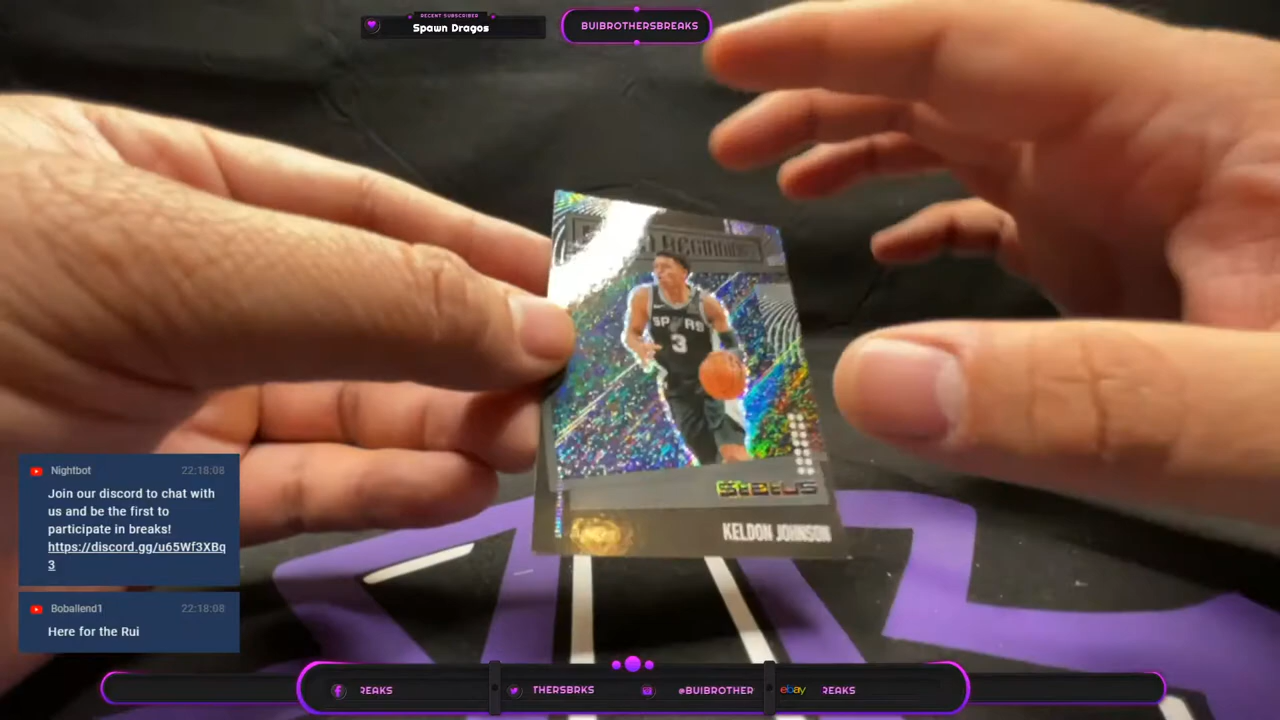 RECENT SUBSCRIBER
Spawn Dragos
BUIBROTHERSBREAKS
BEGINNINGS
SPURS
3
STATUS
KELDON JOHNSON
Nightbot 22:18:08
Join our discord to chat with
us and be the first to
participate in breaks!
https://discord.gg/u65Wf3XBq
3
Boballend1 22:18:08
Here for the Rui
REAKS
THERSBRKS
@BUIBROTHER
ebay
REAKS